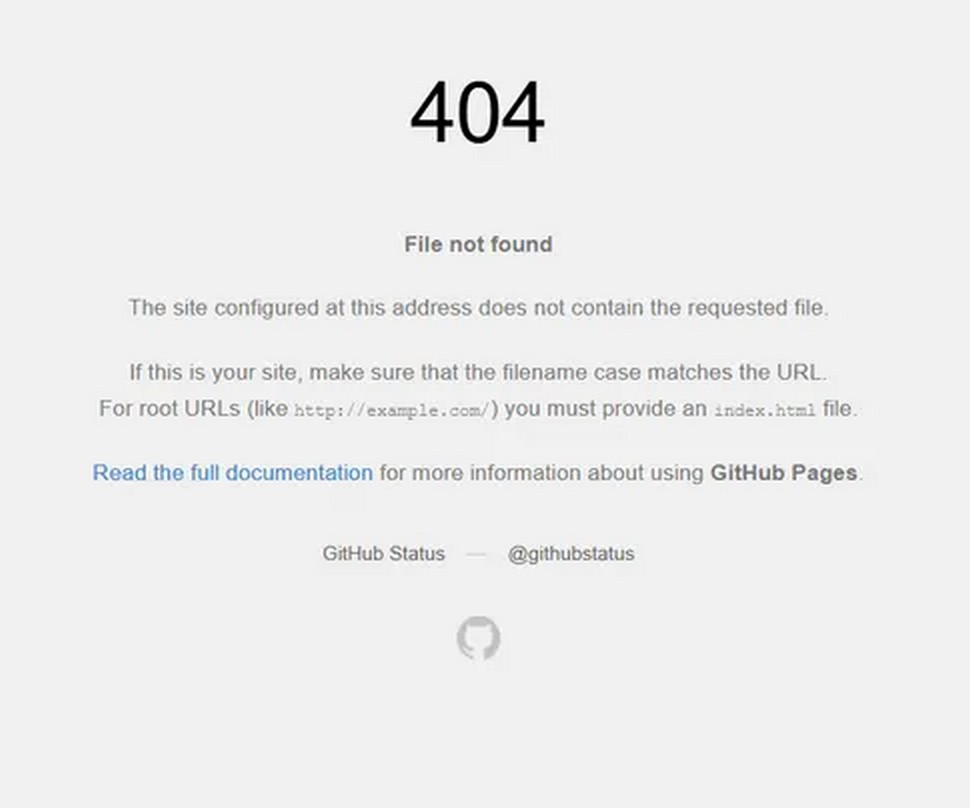 404
File not found
The site configured at this address does not contain the requested file.
If this is your site, make sure that the filename case matches the URL.
For root URLs (like http://example.com/) you must provide an index.html file.
Read the full documentation for more information about using GitHub Pages.
GitHub Status — @githubstatus